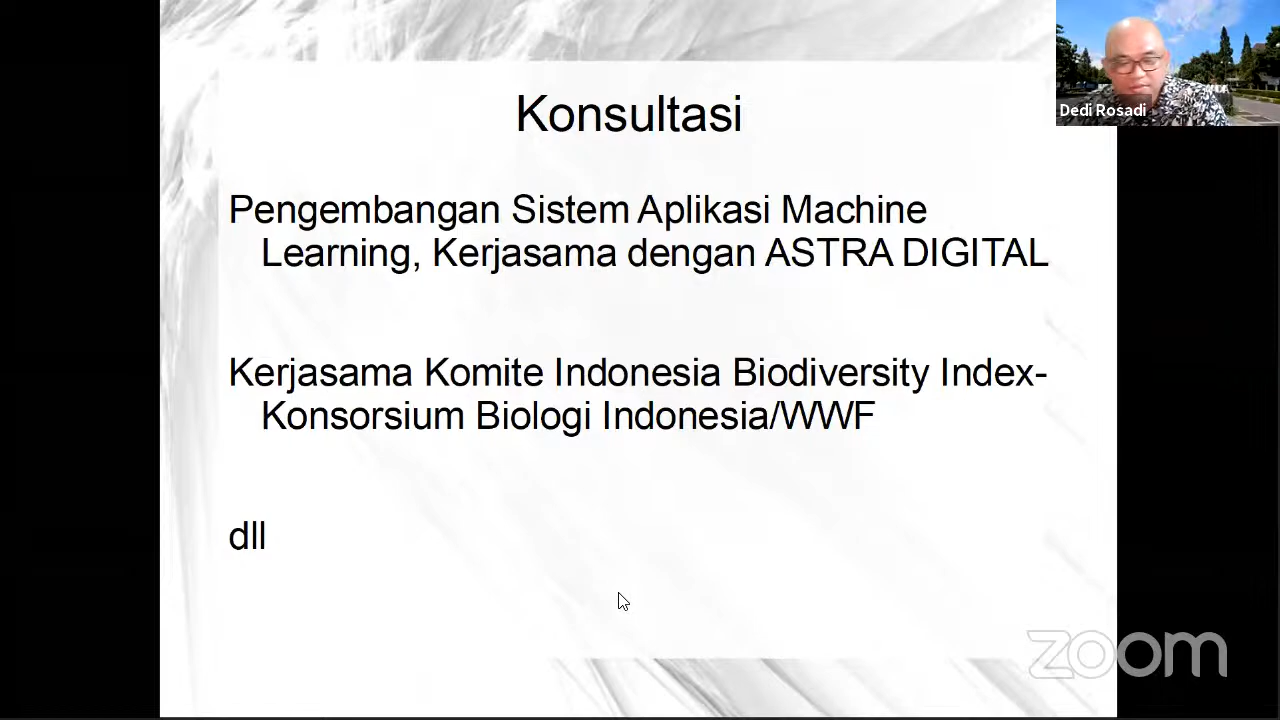 Konsultasi
Dedi Rosadi
Pengembangan Sistem Aplikasi Machine
Learning, Kerjasama dengan ASTRA DIGITAL
Kerjasama Komite Indonesia Biodiversity Index-
Konsorsium Biologi Indonesia/WWF
dll
zoom